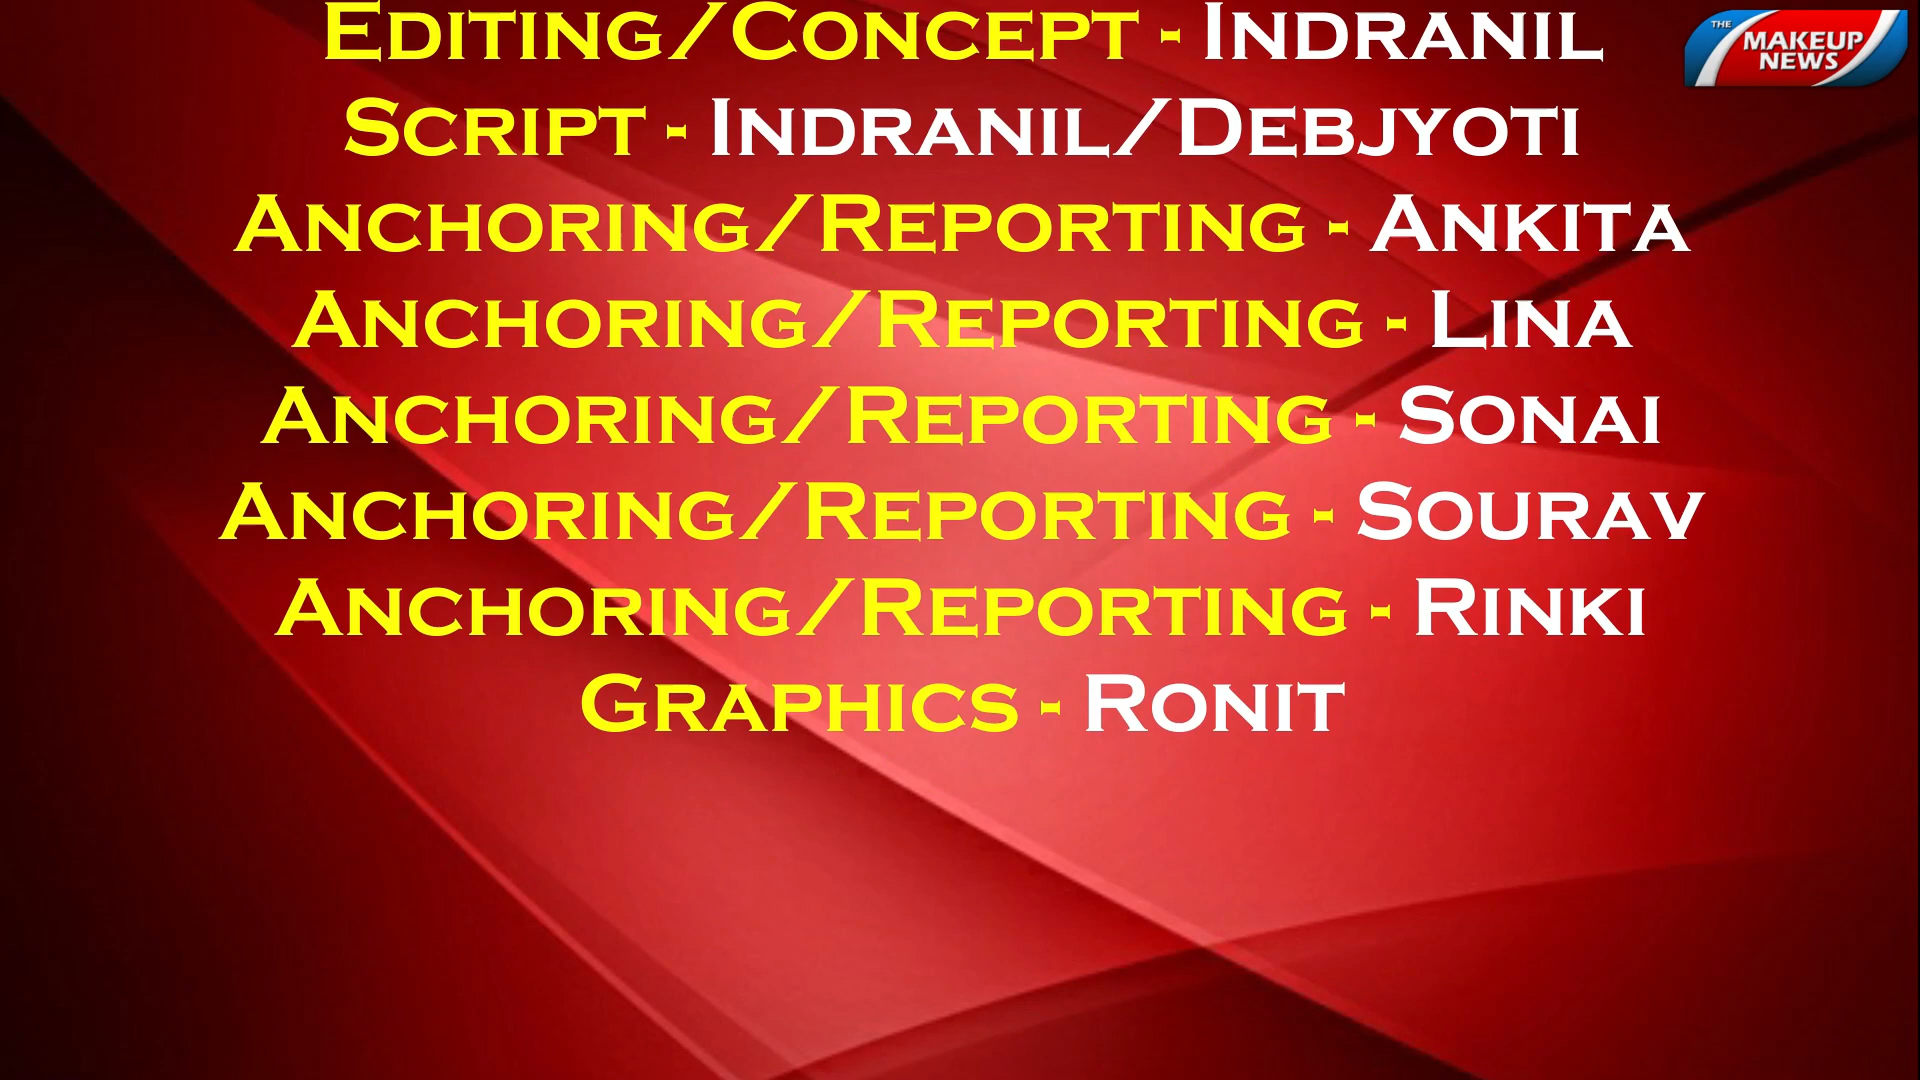 Editing/Concept - Indranil
Script - Indranil/Debjyoti
Anchoring/Reporting - Ankita
Anchoring/Reporting - Lina
Anchoring/Reporting - Sonai
Anchoring/Reporting - Sourav
Anchoring/Reporting - Rinki
Graphics - Ronit
THE
MAKEUP
NEWS